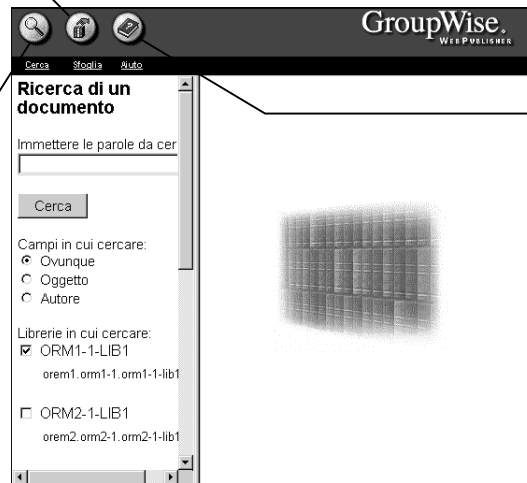 GroupWise.
WEBPUBLISHER
Cerca Sfoglia Aiuto
Ricerca di un
documento
Immettere le parole da cer
Cerca
Campi in cui cercare:
Ovunque
Oggetto
Autore
Librerie in cui cercare:
ORM1-1-LIB1
orem1.orm1-1.orm1-1-lib1
ORM2-1-LIB1
orem2.orm2-1.orm2-1-lib1